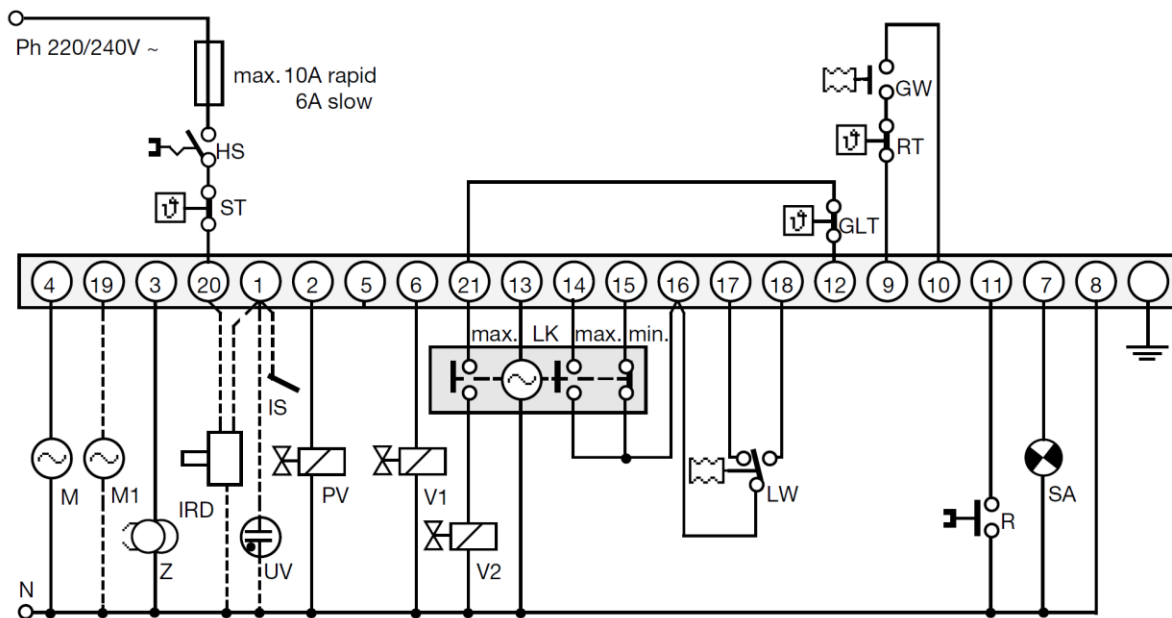 Ph 220/240V ~
max. 10A rapid
6A slow
HS
ST
GW
RT
GLT
4 19 3 20 1 2 5 6 21 13 14 15 16 17 18 12 9 10 11 7 8
max. LK max. min.
IS
M M1 IRD PV V1 LW R SA
Z UV V2
N